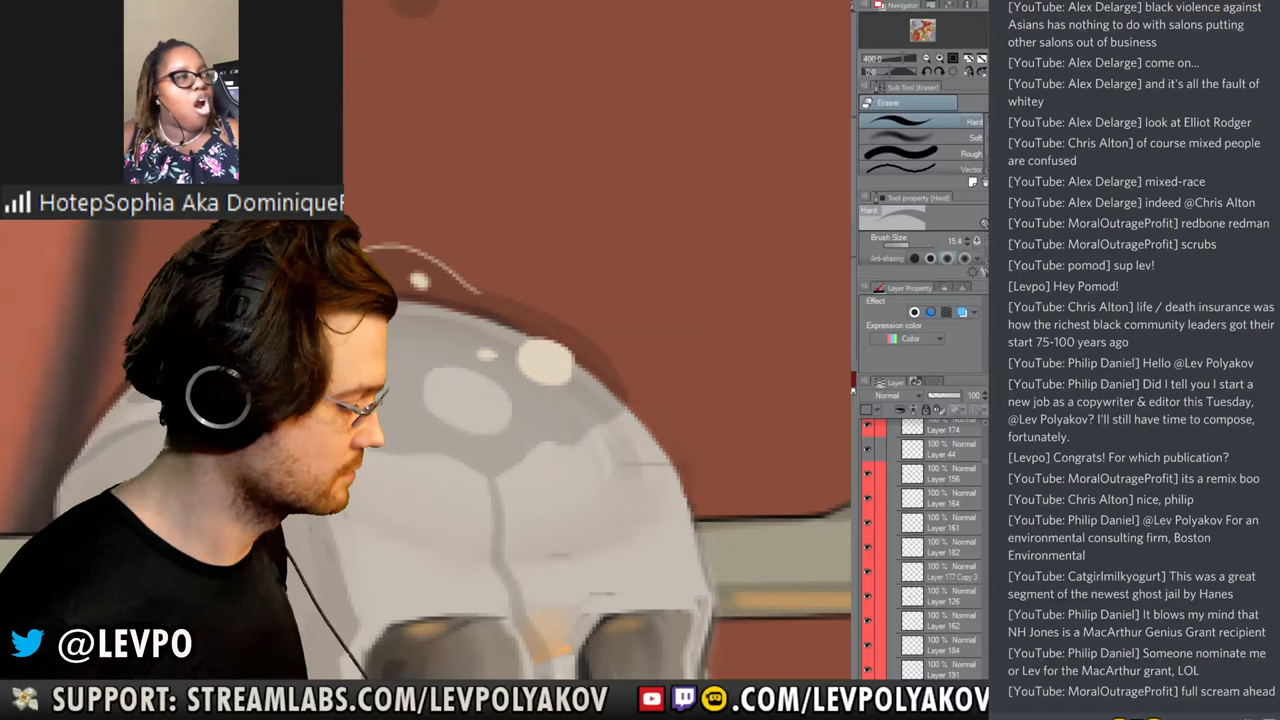 HotepSophia Aka Dominique
@LEVPO
SUPPORT: STREAMLABS.COM/LEVPOLYAKOV
.COM/LEVPOLYAKOV
Navigator
400.0
0.0
Sub Tool [Eraser]
Eraser
Hard
Soft
Rough
Vector
Tool property [Hard]
Hard
Brush Size
15.4
Anti-aliasing
Layer Property
Effect
Expression color
Color
Layer
Normal
100
Layer 174
100 % Normal
Layer 44
100 % Normal
Layer 156
100 % Normal
Layer 164
100 % Normal
Layer 161
100 % Normal
Layer 182
100 % Normal
Layer 177 Copy 3
100 % Normal
Layer 126
100 % Normal
Layer 162
100 % Normal
Layer 184
100 % Normal
Layer 191
[YouTube: Alex Delarge] black violence against
Asians has nothing to do with salons putting
other salons out of business
[YouTube: Alex Delarge] come on...
[YouTube: Alex Delarge] and it's all the fault of
whitey
[YouTube: Alex Delarge] look at Elliot Rodger
[YouTube: Chris Alton] of course mixed people
are confused
[YouTube: Alex Delarge] mixed-race
[YouTube: Alex Delarge] indeed @Chris Alton
[YouTube: MoralOutrageProfit] redbone redman
[YouTube: MoralOutrageProfit] scrubs
[YouTube: pomod] sup lev!
[Levpo] Hey Pomod!
[YouTube: Chris Alton] life / death insurance was
how the richest black community leaders got their
start 75-100 years ago
[YouTube: Philip Daniel] Hello @Lev Polyakov
[YouTube: Philip Daniel] Did I tell you I start a
new job as a copywriter & editor this Tuesday,
@Lev Polyakov? I'll still have time to compose,
fortunately.
[Levpo] Congrats! For which publication?
[YouTube: MoralOutrageProfit] its a remix boo
[YouTube: Chris Alton] nice, philip
[YouTube: Philip Daniel] @Lev Polyakov For an
environmental consulting firm, Boston
Environmental
[YouTube: Catgirlmilkyogurt] This was a great
segment of the newest ghost jail by Hanes
[YouTube: Philip Daniel] It blows my mind that
NH Jones is a MacArthur Genius Grant recipient
[YouTube: Philip Daniel] Someone nominate me
or Lev for the MacArthur grant, LOL
[YouTube: MoralOutrageProfit] full scream ahead